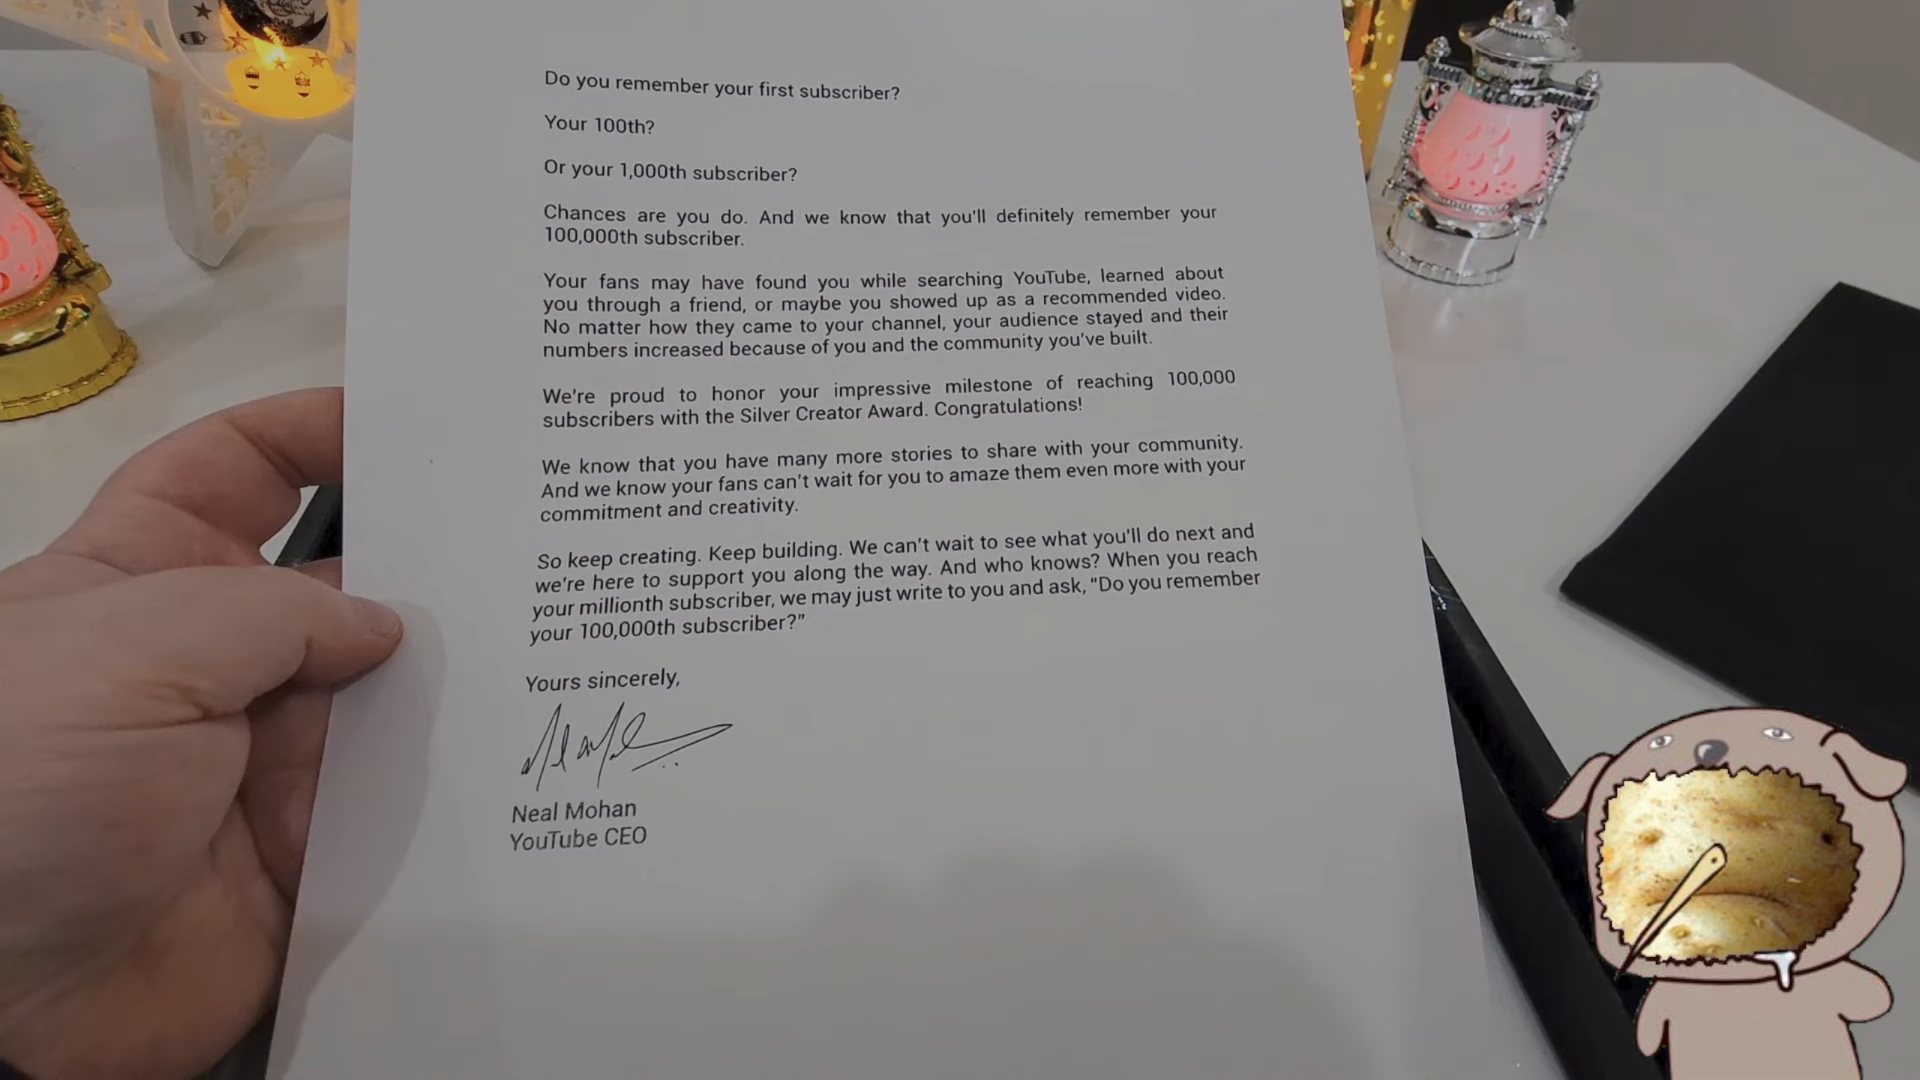 Do you remember your first subscriber?
Your 100th?
Or your 1,000th subscriber?
Chances are you do. And we know that you'll definitely remember your
100,000th subscriber.
Your fans may have found you while searching YouTube, learned about
you through a friend, or maybe you showed up as a recommended video.
No matter how they came to your channel, your audience stayed and their
numbers increased because of you and the community you've built.
We're proud to honor your impressive milestone of reaching 100,000
subscribers with the Silver Creator Award. Congratulations!
We know that you have many more stories to share with your community.
And we know your fans can't wait for you to amaze them even more with your
commitment and creativity.
So keep creating. Keep building. We can't wait to see what you'll do next and
we're here to support you along the way. And who knows? When you reach
your millionth subscriber, we may just write to you and ask, “Do you remember
your 100,000th subscriber?”
Yours sincerely,
Neal Mohan
YouTube CEO